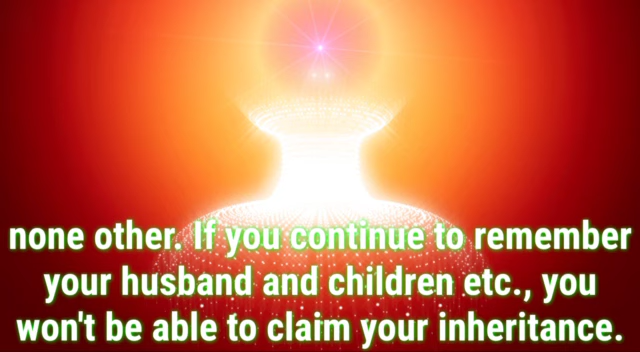 none other. If you continue to remember
your husband and children etc., you
won't be able to claim your inheritance.